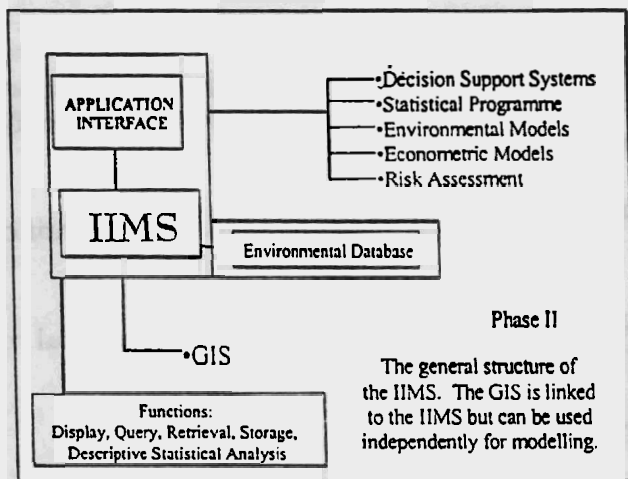 APPLICATION
INTERFACE
•Decision Support Systems
•Statistical Programme
•Environmental Models
•Econometric Models
•Risk Assessment
IIMS
Environmental Database
•GIS
Functions:
Display, Query, Retrieval, Storage,
Descriptive Statistical Analysis
Phase II
The general structure of
the IIMS. The GIS is linked
to the IIMS but can be used
independently for modelling.